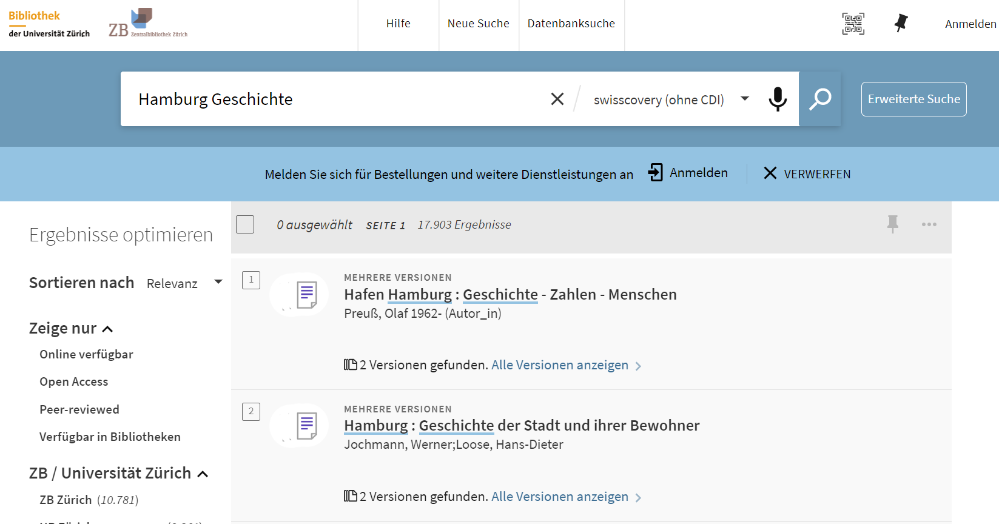 Bibliothek
der Universität Zürich
ZB Zentralbibliothek Zürich
Hilfe
Neue Suche
Datenbanksuche
Anmelden
Hamburg Geschichte
swisscovery (ohne CDI)
Erweiterte Suche
Melden Sie sich für Bestellungen und weitere Dienstleistungen an
Anmelden
VERWERFEN
Ergebnisse optimieren
Sortieren nach Relevanz
Zeige nur
Online verfügbar
Open Access
Peer-reviewed
Verfügbar in Bibliotheken
ZB / Universität Zürich
ZB Zürich (10.781)
0 ausgewählt SEITE 1 17.903 Ergebnisse
1
MEHRERE VERSIONEN
Hafen Hamburg : Geschichte - Zahlen - Menschen
Preuß, Olaf 1962- (Autor_in)
2 Versionen gefunden. Alle Versionen anzeigen
2
MEHRERE VERSIONEN
Hamburg : Geschichte der Stadt und ihrer Bewohner
Jochmann, Werner;Loose, Hans-Dieter
2 Versionen gefunden. Alle Versionen anzeigen